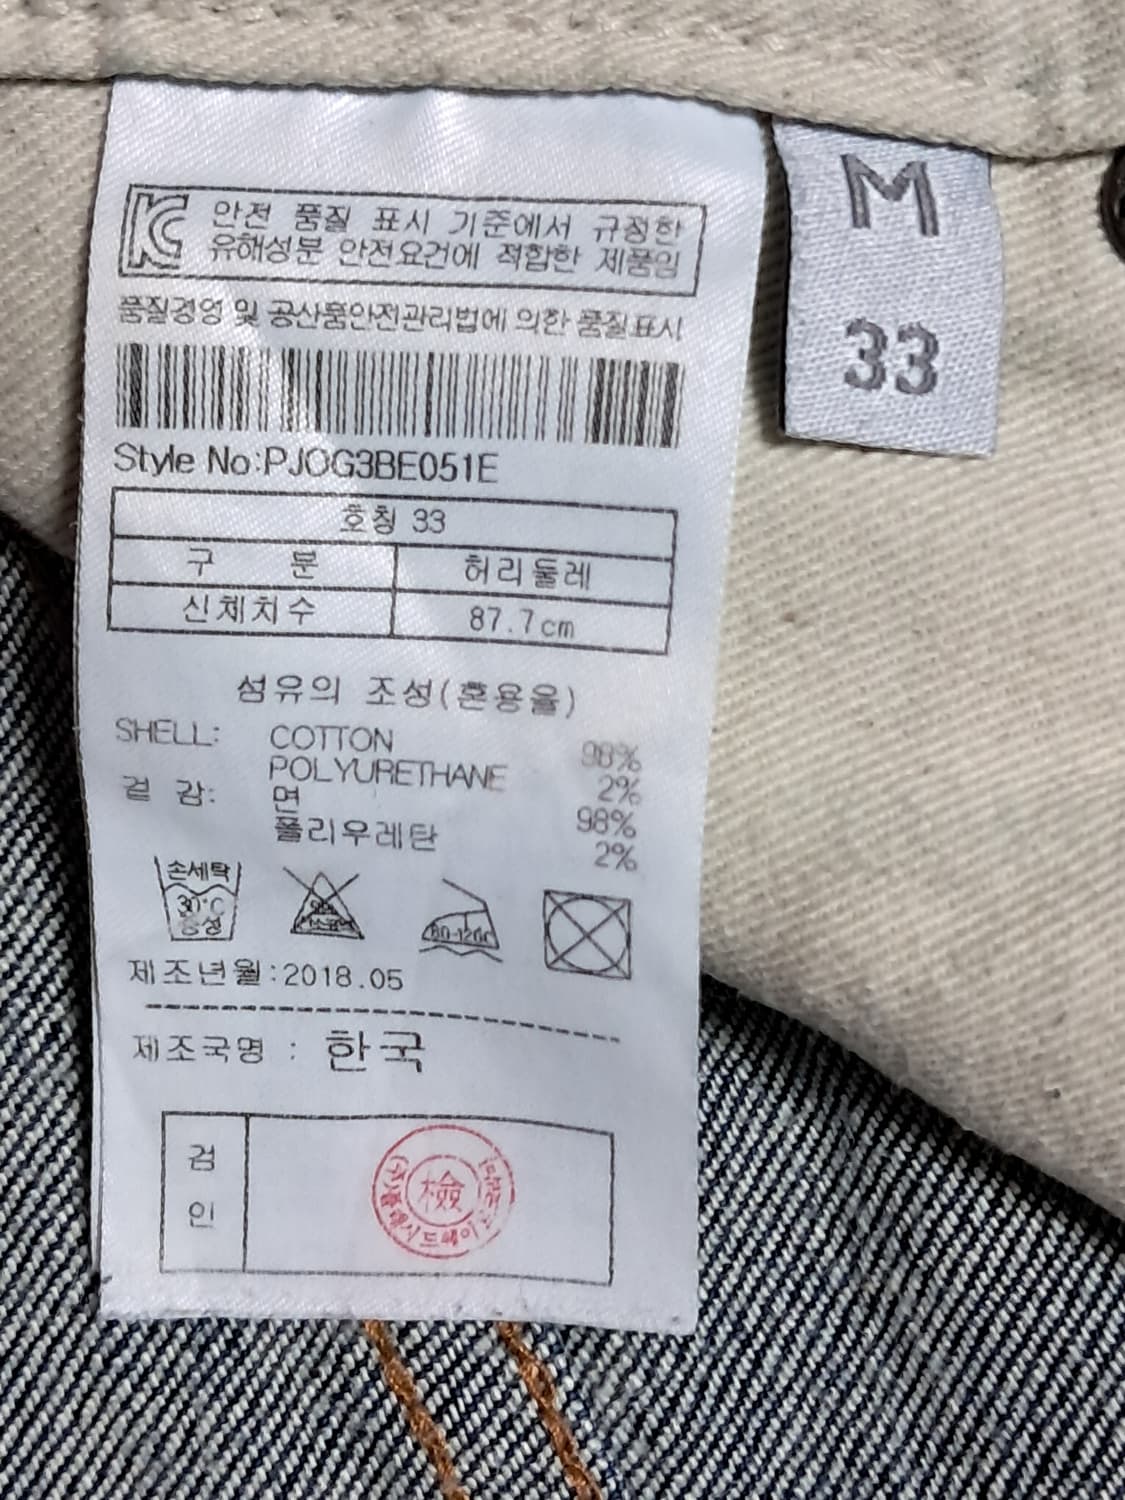 KC 안전 품질 표시 기준에서 규정한
유해성분 안전요건에 적합한 제품임
품질경영 및 공산품안전관리법에 의한 품질표시
Style No:PJOG3BE051E
호칭 33
구 분 허리둘레
신체치수 87.7cm
섬유의 조성(혼용율)
SHELL: COTTON 98%
POLYURETHANE 2%
겉 감: 면 98%
폴리우레탄 2%
손세탁
30°C
중성
80-120C
제조년월:2018.05
제조국명 : 한국
검
인
檢
M
33